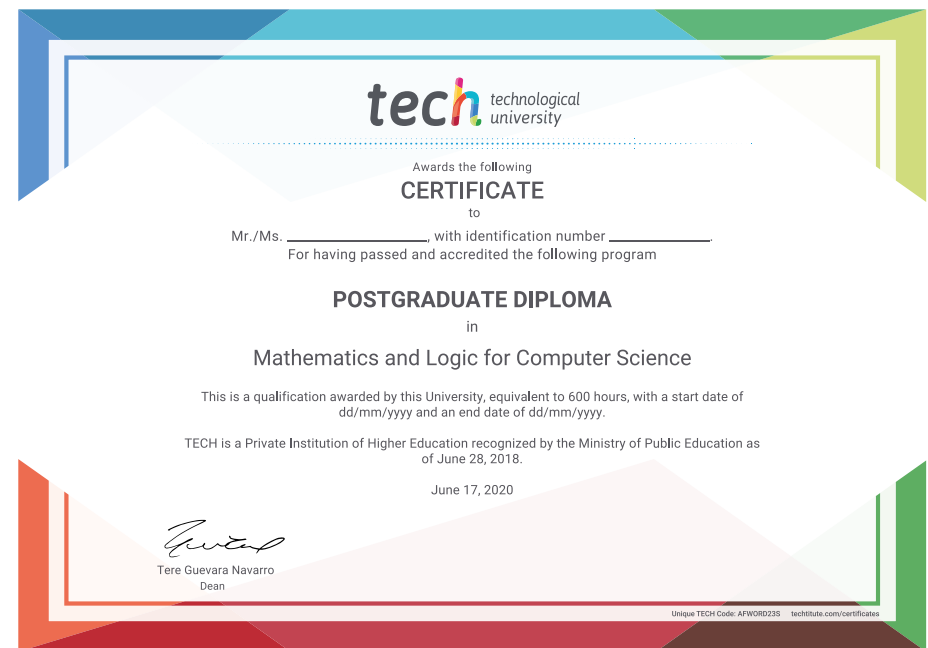 tech technological
university
Awards the following
CERTIFICATE
to
Mr./Ms. ____________________, with identification number ______________.
For having passed and accredited the following program
POSTGRADUATE DIPLOMA
in
Mathematics and Logic for Computer Science
This is a qualification awarded by this University, equivalent to 600 hours, with a start date of
dd/mm/yyyy and an end date of dd/mm/yyyy.
TECH is a Private Institution of Higher Education recognized by the Ministry of Public Education as
of June 28, 2018.
June 17, 2020
Tere Guevara Navarro
Dean
Unique TECH Code: AFWORD23S techtitute.com/certificates